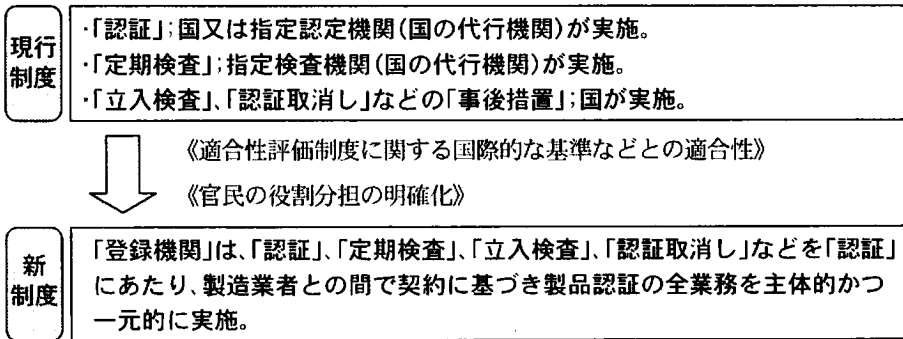 現行
制度
・「認証」;国又は指定認定機関(国の代行機関)が実施。
・「定期検査」;指定検査機関(国の代行機関)が実施。
・「立入検査」、「認証取消し」などの「事後措置」;国が実施。
《適合性評価制度に関する国際的な基準などとの適合性》
《官民の役割分担の明確化》
新
制度
「登録機関」は、「認証」、「定期検査」、「立入検査」、「認証取消し」などを「認証」
にあたり、製造業者との間で契約に基づき製品認証の全業務を主体的かつ
一元的に実施。